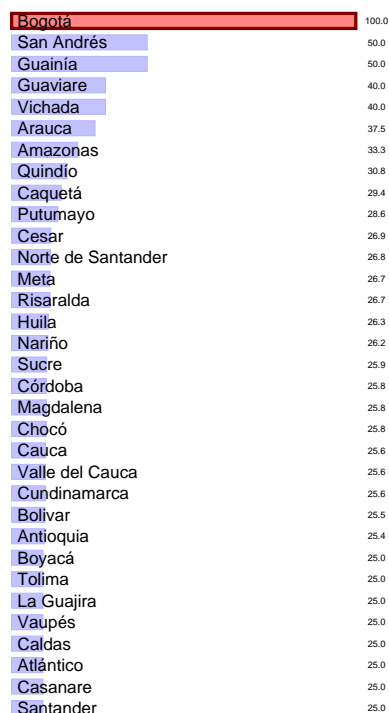 Bogotá 100.0
San Andrés 50.0
Guainía 50.0
Guaviare 40.0
Vichada 40.0
Arauca 37.5
Amazonas 33.3
Quindío 30.8
Caquetá 29.4
Putumayo 28.6
Cesar 26.9
Norte de Santander 26.8
Meta 26.7
Risaralda 26.7
Huila 26.3
Nariño 26.2
Sucre 25.9
Córdoba 25.8
Magdalena 25.8
Chocó 25.8
Cauca 25.6
Valle del Cauca 25.6
Cundinamarca 25.6
Bolivar 25.5
Antioquia 25.4
Boyacá 25.0
Tolima 25.0
La Guajira 25.0
Vaupés 25.0
Caldas 25.0
Atlántico 25.0
Casanare 25.0
Santander 25.0